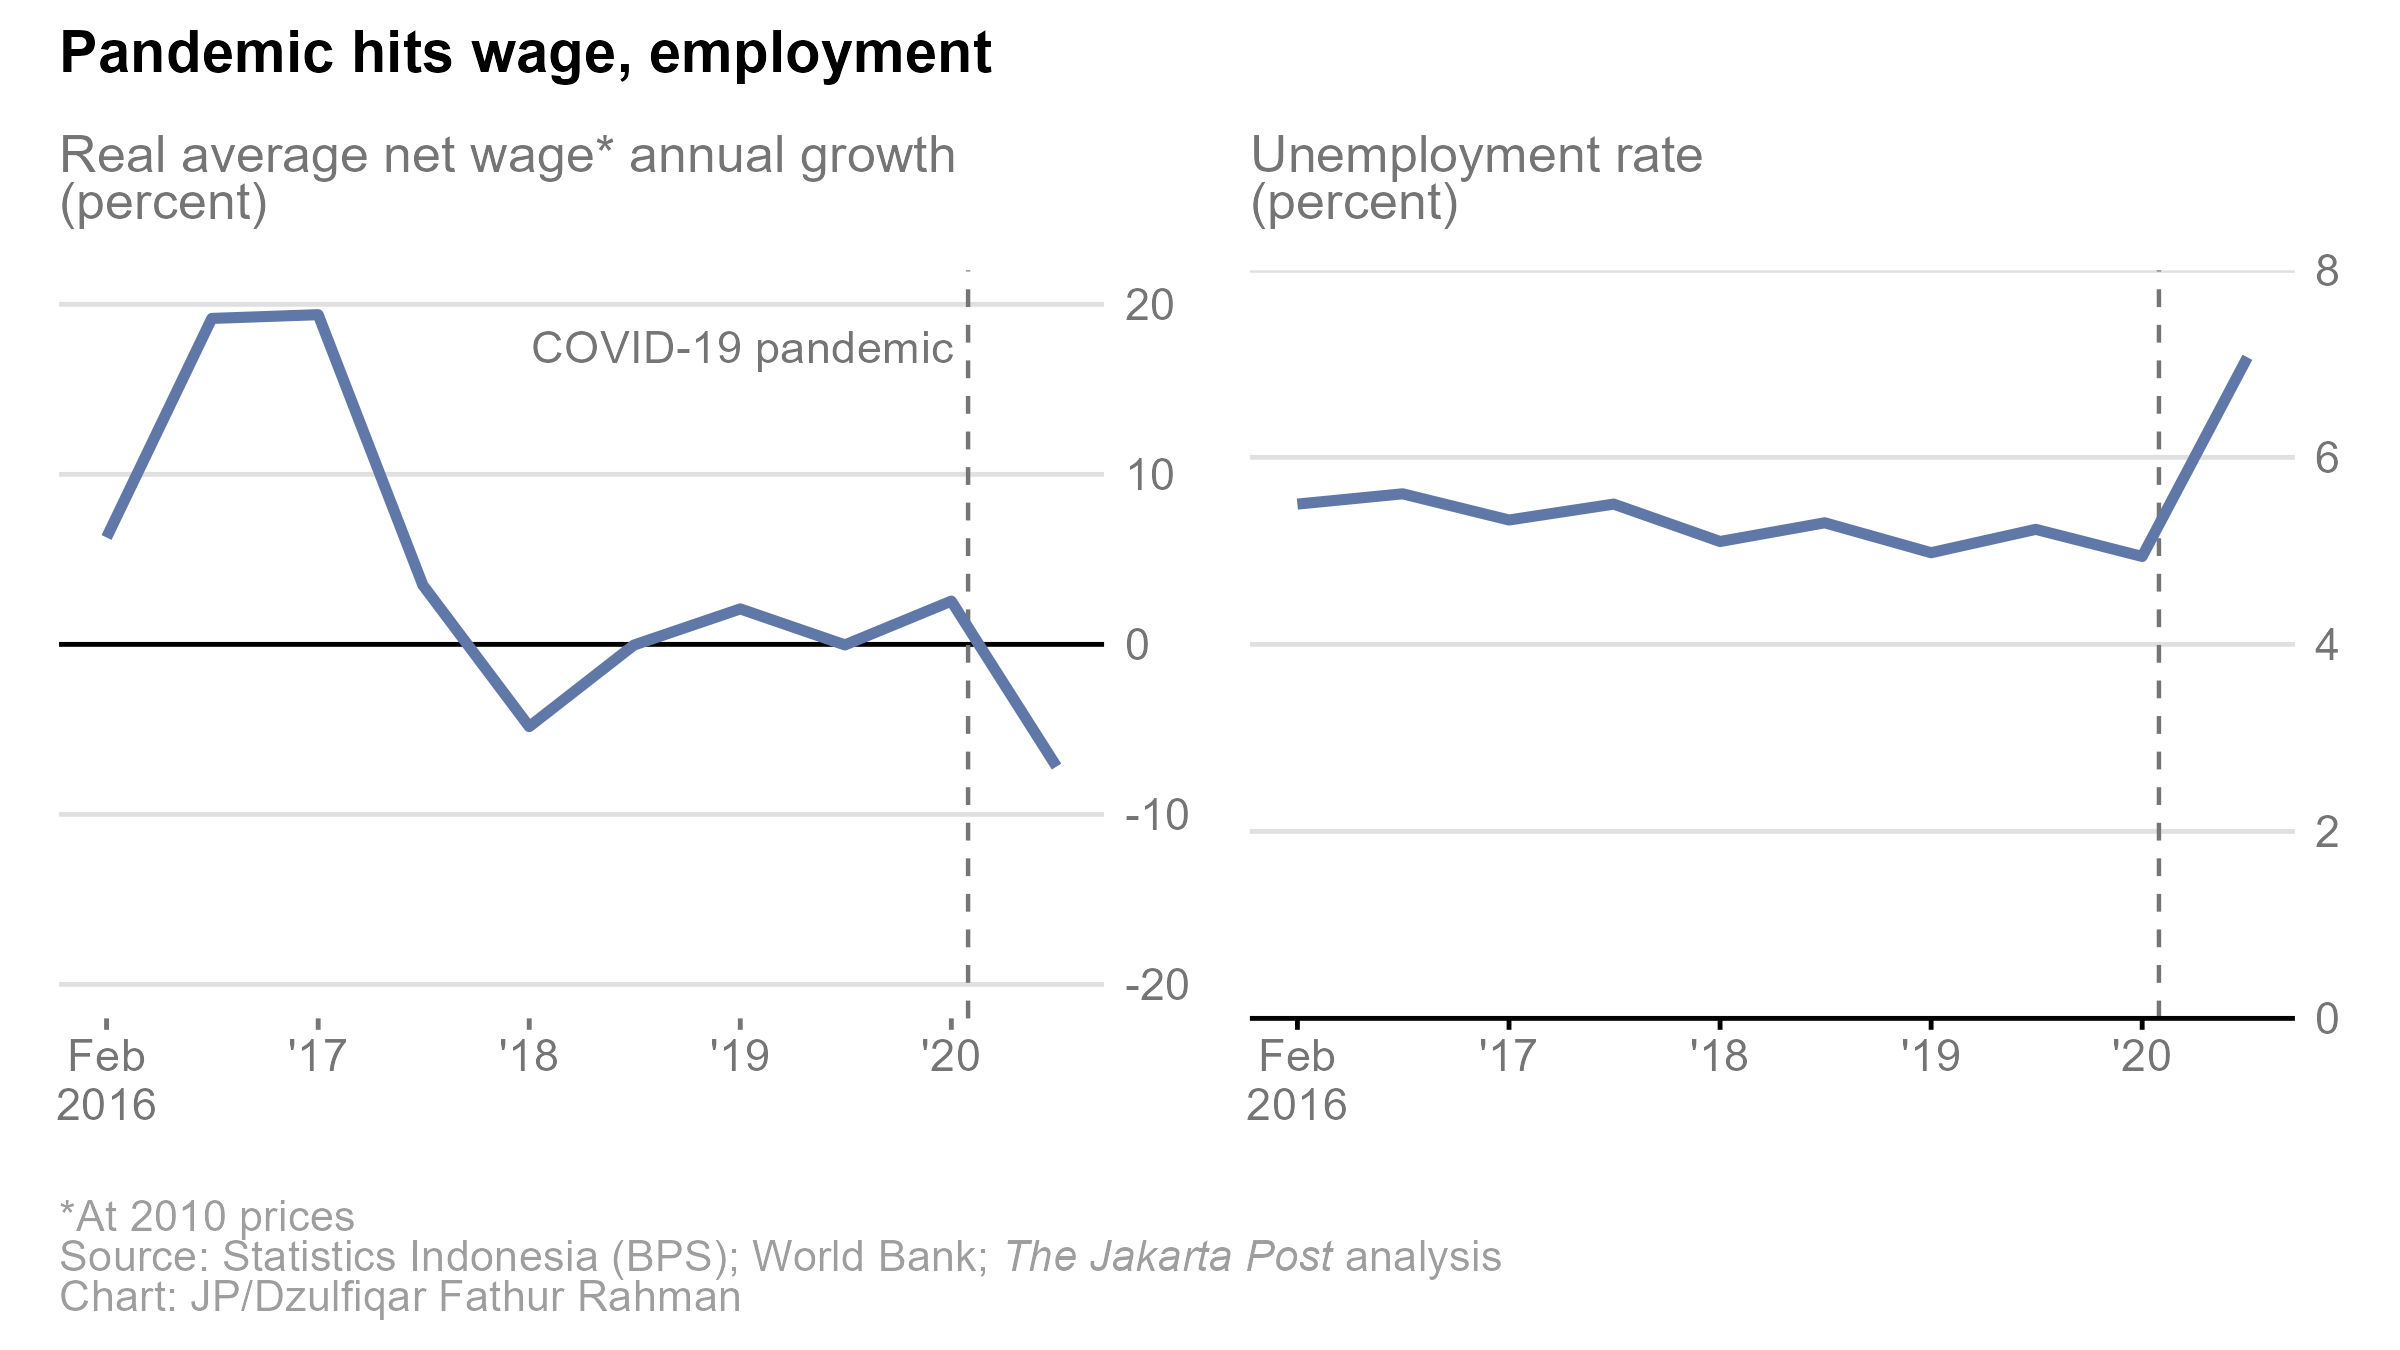 Pandemic hits wage, employment
Real average net wage* annual growth
(percent)
20
10
0
-10
-20
COVID-19 pandemic
Feb
2016
'17
'18
'19
'20
Unemployment rate
(percent)
8
6
4
2
0
Feb
2016
'17
'18
'19
'20
*At 2010 prices
Source: Statistics Indonesia (BPS); World Bank; The Jakarta Post analysis
Chart: JP/Dzulfiqar Fathur Rahman